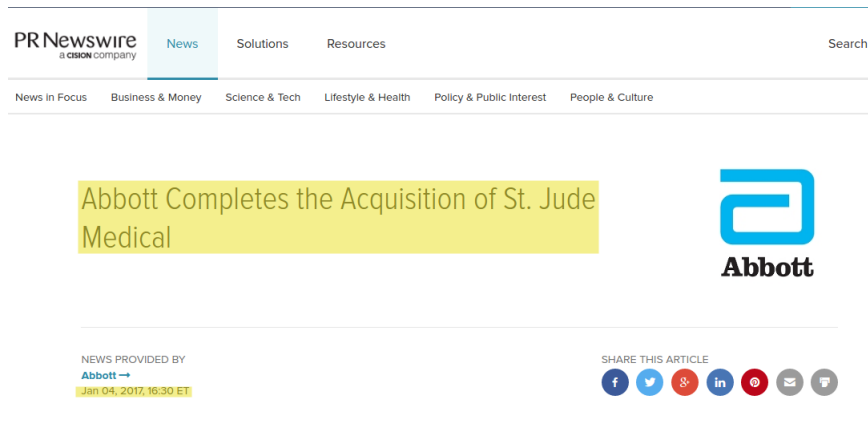 PR Newswire
a CISION company
News
Solutions
Resources
Search
News in Focus
Business & Money
Science & Tech
Lifestyle & Health
Policy & Public Interest
People & Culture
Abbott Completes the Acquisition of St. Jude
Medical
Abbott
NEWS PROVIDED BY
Abbott →
Jan 04, 2017, 16:30 ET
SHARE THIS ARTICLE